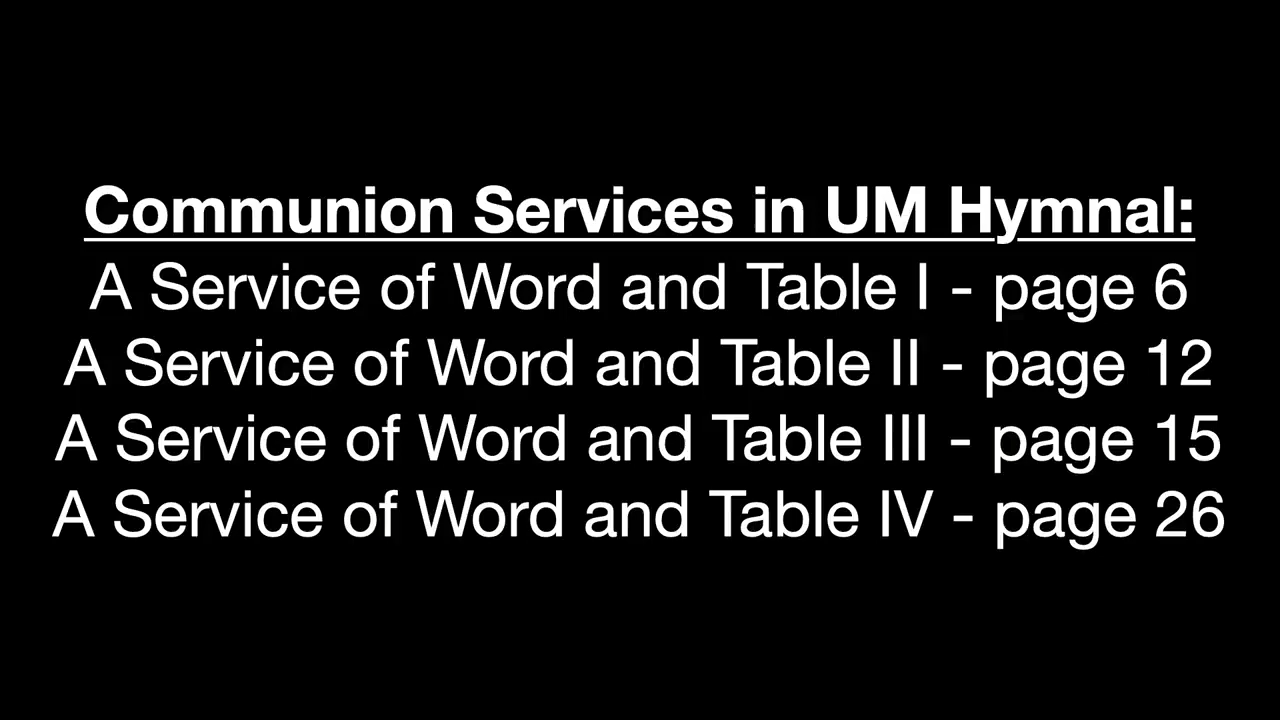 Communion Services in UM Hymnal:
A Service of Word and Table I - page 6
A Service of Word and Table II - page 12
A Service of Word and Table III - page 15
A Service of Word and Table IV - page 26